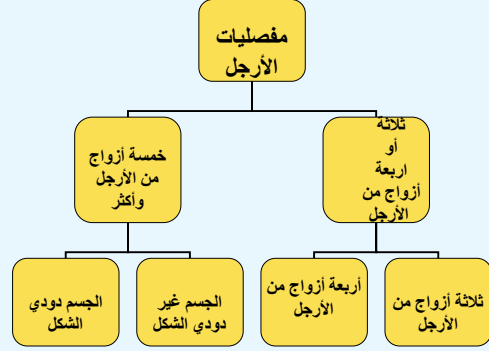 مفصليات
الأرجل
ثلاثة
أو
اربعة
أزواج من
الأرجل
خمسة أزواج
من الأرجل
وأكثر
ثلاثة أزواج من
الأرجل
أربعة أزواج من
الأرجل
الجسم غير
دودي الشكل
الجسم دودي
الشكل